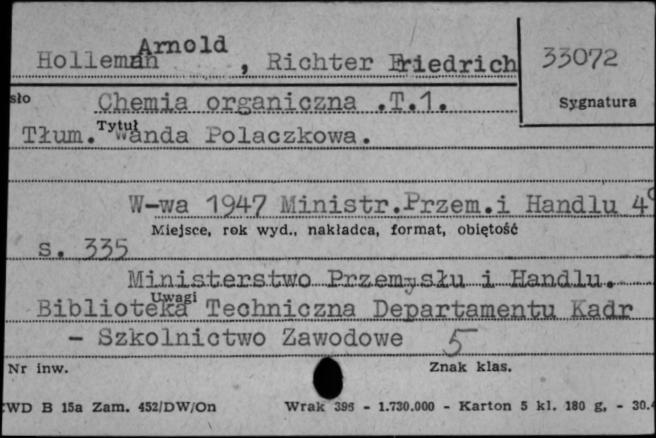 Arnold
Holleman , Richter Friedrich
33072
sło Chemia organiczna .T.1.
Sygnatura
Tytuł
Tłum. Wanda Polaczkowa.
W-wa 1947 Ministr.Przem.i Handlu 4°
Miejsce, rok wyd., nakładca, format, obiętość
s. 335
Ministerstwo Przemysłu i Handlu.
Uwagi
Biblioteka Techniczna Departamentu Kadr
- Szkolnictwo Zawodowe 5
Nr inw. Znak klas.
WD B 15a Zam. 452/DW/On Wrak 396 - 1.730.000 - Karton 5 kl. 180 g. - 30.4